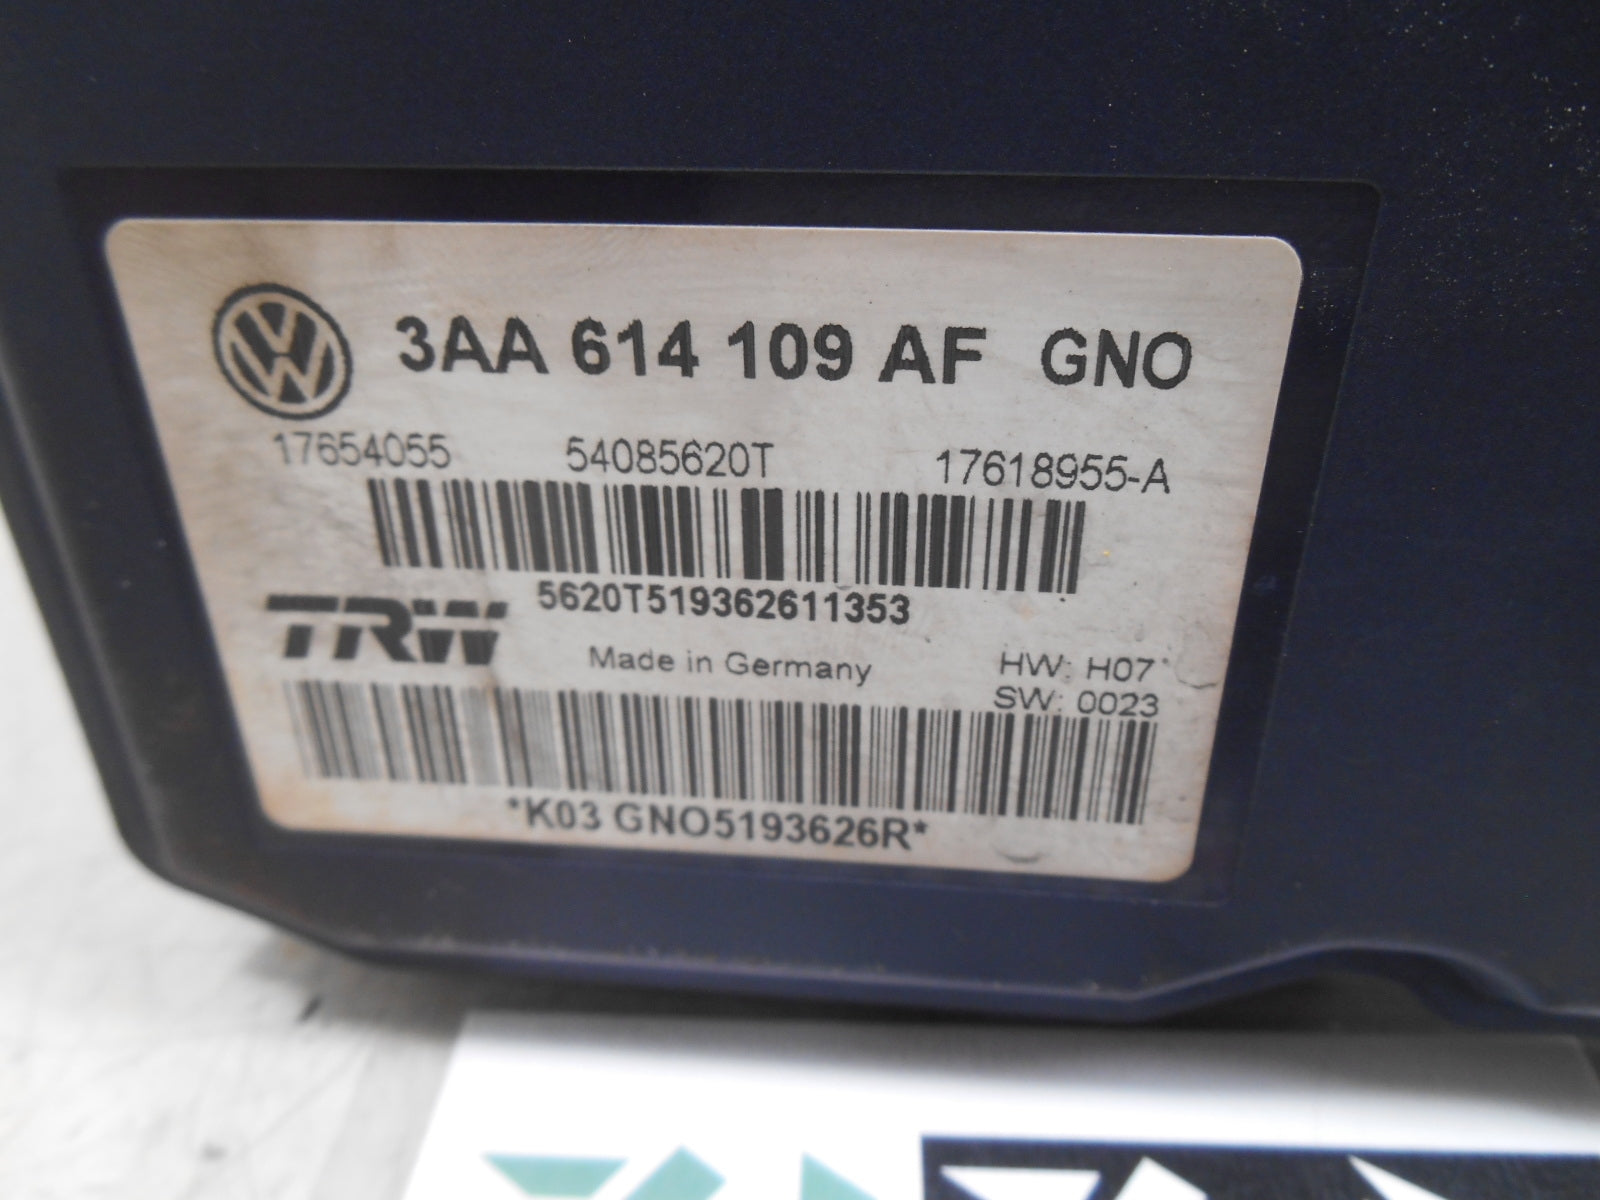 3AA 614 109 AF GNO
17654055 54085620T 17618955-A
5620T519362611353
TRW
Made in Germany HW: H07
SW: 0023
*K03 GNO5193626R*